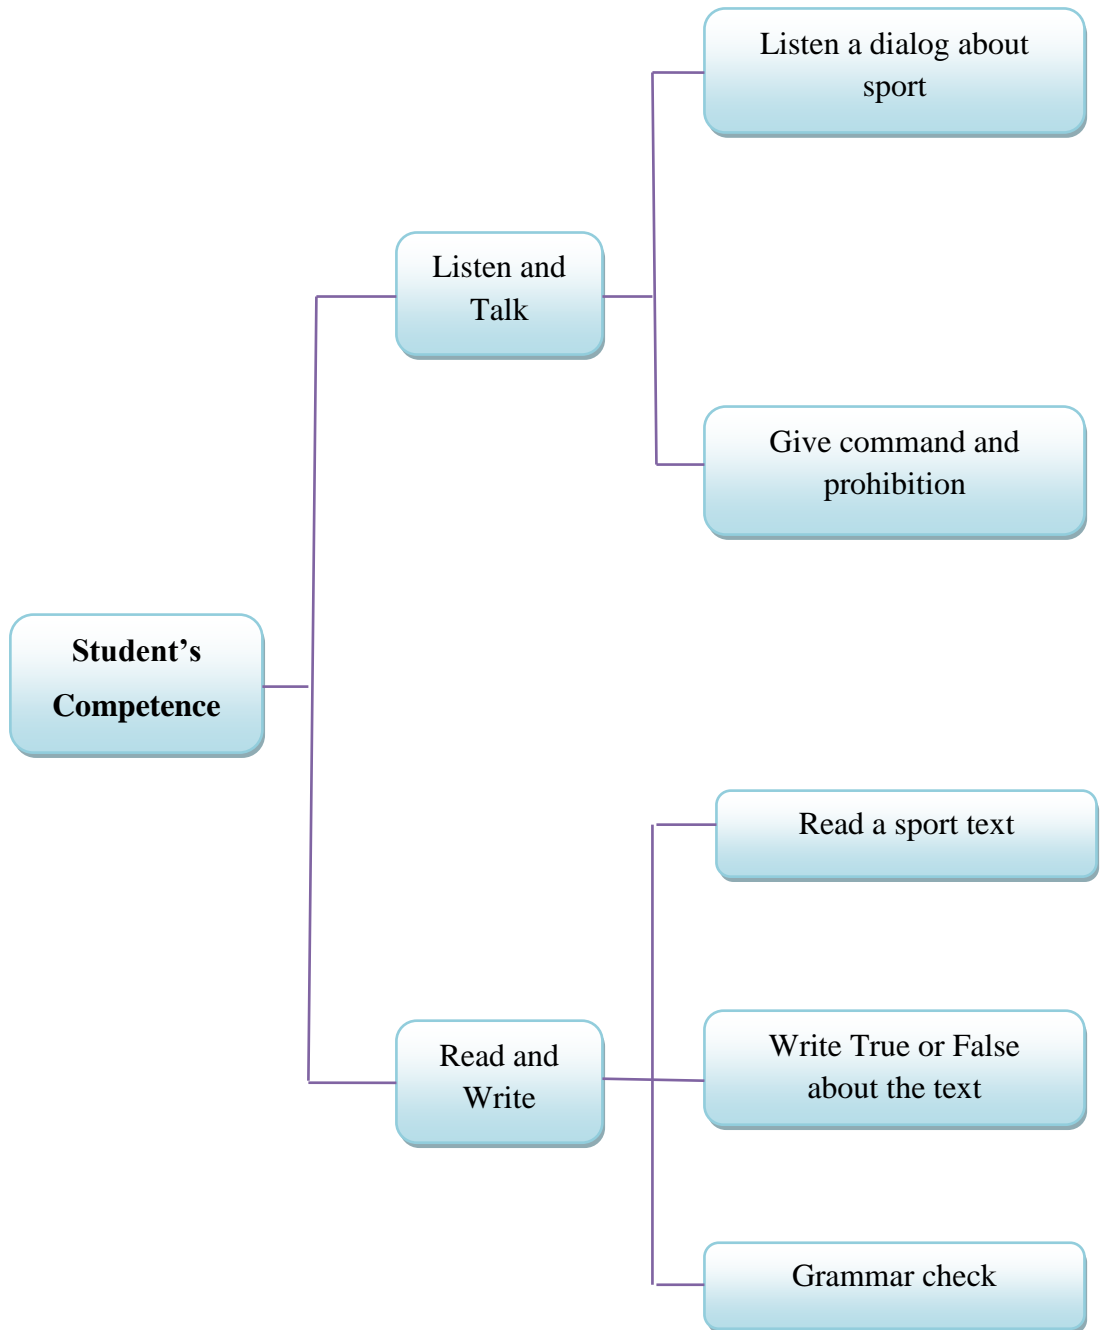 Listen a dialog about
sport
Listen and
Talk
Give command and
prohibition
Student’s
Competence
Read a sport text
Read and
Write
Write True or False
about the text
Grammar check